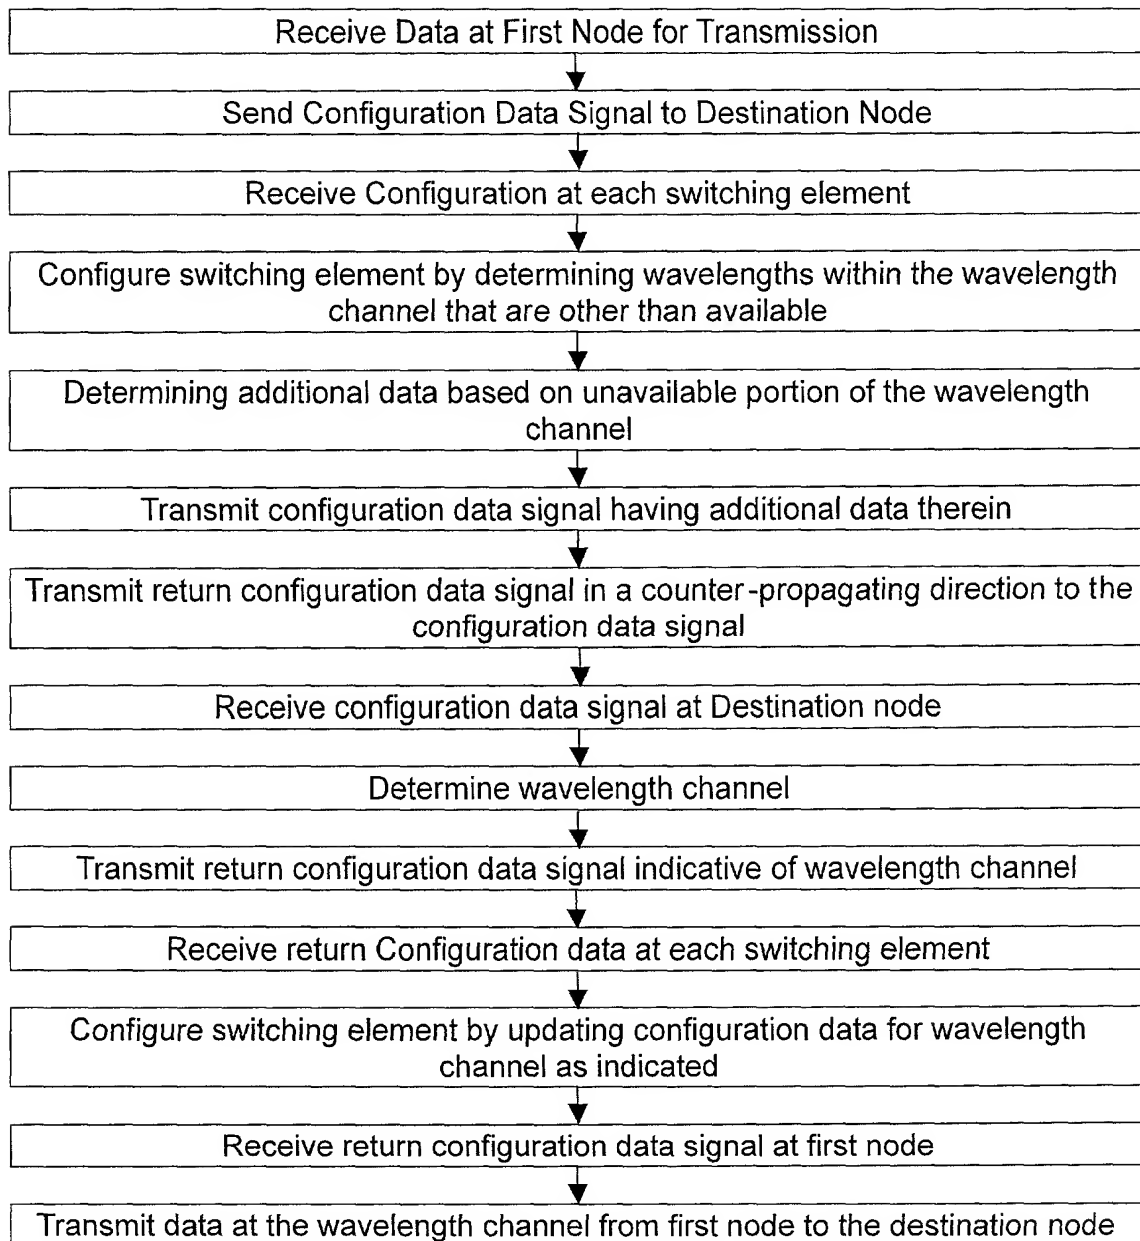 Receive Data at First Node for Transmission
Send Configuration Data Signal to Destination Node
Receive Configuration at each switching element
Configure switching element by determining wavelengths within the wavelength
channel that are other than available
Determining additional data based on unavailable portion of the wavelength
channel
Transmit configuration data signal having additional data therein
Transmit return configuration data signal in a counter-propagating direction to the
configuration data signal
Receive configuration data signal at Destination node
Determine wavelength channel
Transmit return configuration data signal indicative of wavelength channel
Receive return Configuration data at each switching element
Configure switching element by updating configuration data for wavelength
channel as indicated
Receive return configuration data signal at first node
Transmit data at the wavelength channel from first node to the destination node